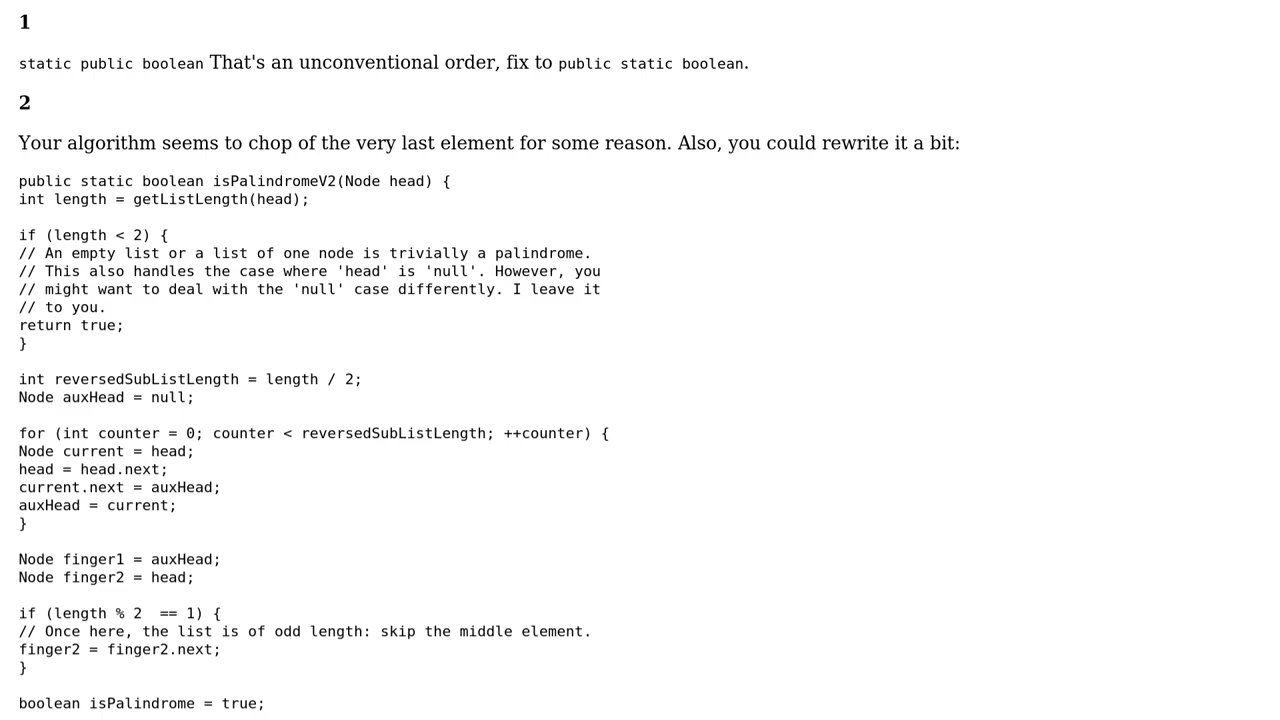 1
static public boolean That's an unconventional order, fix to public static boolean.
2
Your algorithm seems to chop of the very last element for some reason. Also, you could rewrite it a bit:
public static boolean isPalindromeV2(Node head) {
int length = getListLength(head);
if (length < 2) {
// An empty list or a list of one node is trivially a palindrome.
// This also handles the case where 'head' is 'null'. However, you
// might want to deal with the 'null' case differently. I leave it
// to you.
return true;
}
int reversedSubListLength = length / 2;
Node auxHead = null;
for (int counter = 0; counter < reversedSubListLength; ++counter) {
Node current = head;
head = head.next;
current.next = auxHead;
auxHead = current;
}
Node finger1 = auxHead;
Node finger2 = head;
if (length % 2  == 1) {
// Once here, the list is of odd length: skip the middle element.
finger2 = finger2.next;
}
boolean isPalindrome = true;